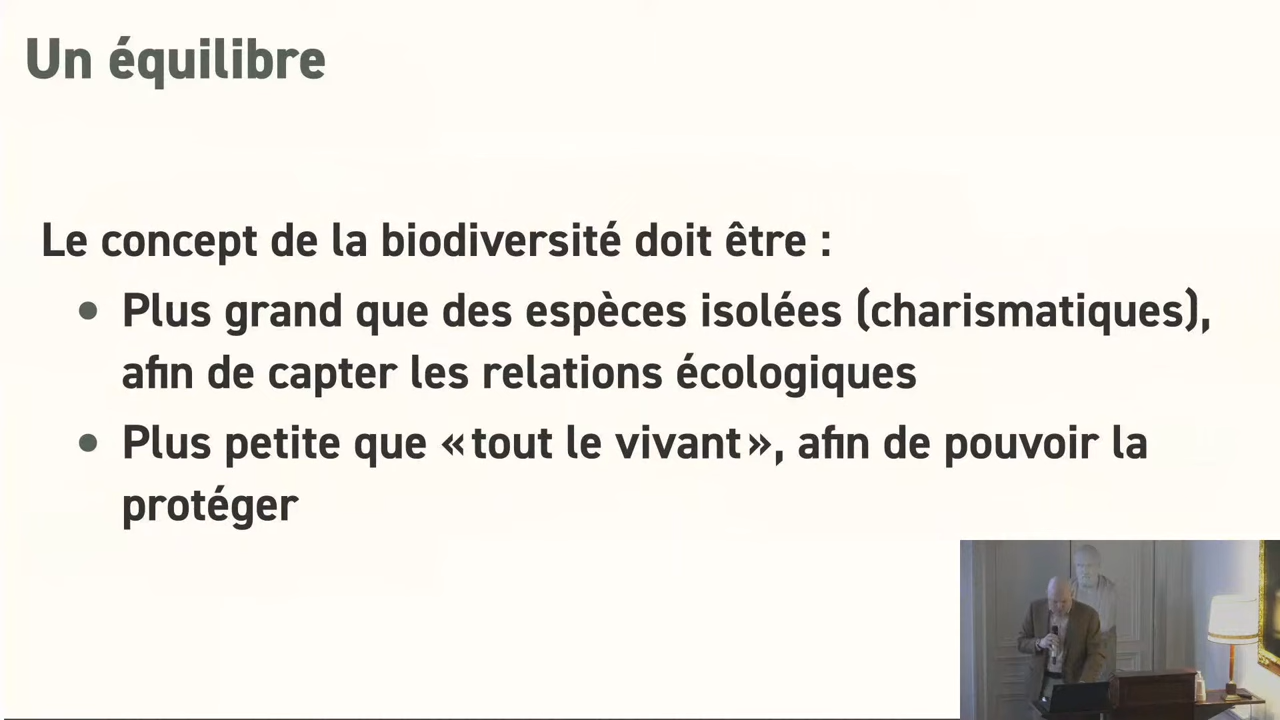 Un équilibre
Le concept de la biodiversité doit être :
• Plus grand que des espèces isolées (charismatiques),
afin de capter les relations écologiques
• Plus petite que «tout le vivant», afin de pouvoir la
protéger